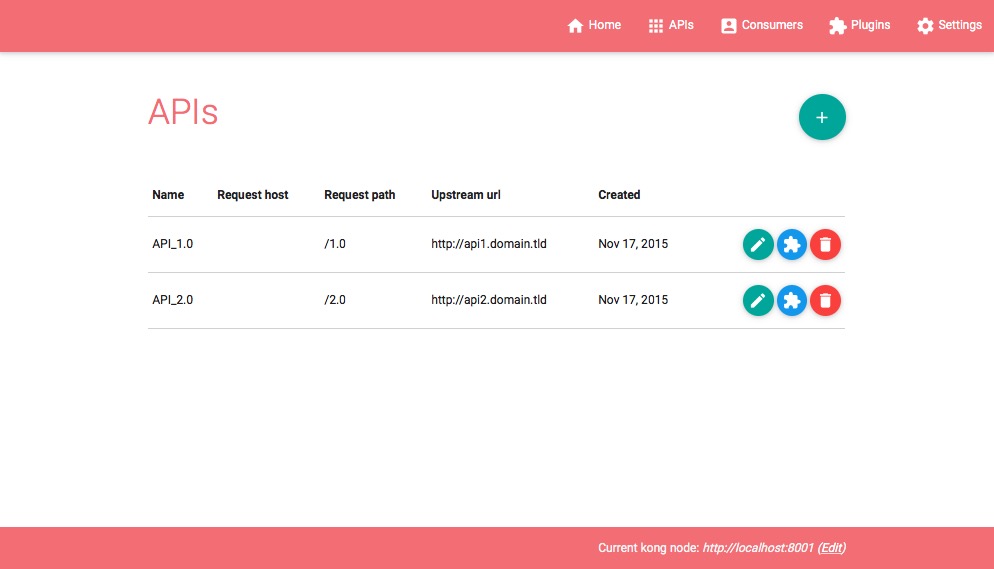 Home APIs Consumers Plugins Settings
APIs
+
Name Request host Request path Upstream url Created
API_1.0 /1.0 http://api1.domain.tld Nov 17, 2015
API_2.0 /2.0 http://api2.domain.tld Nov 17, 2015
Current kong node: http://localhost:8001 (Edit)